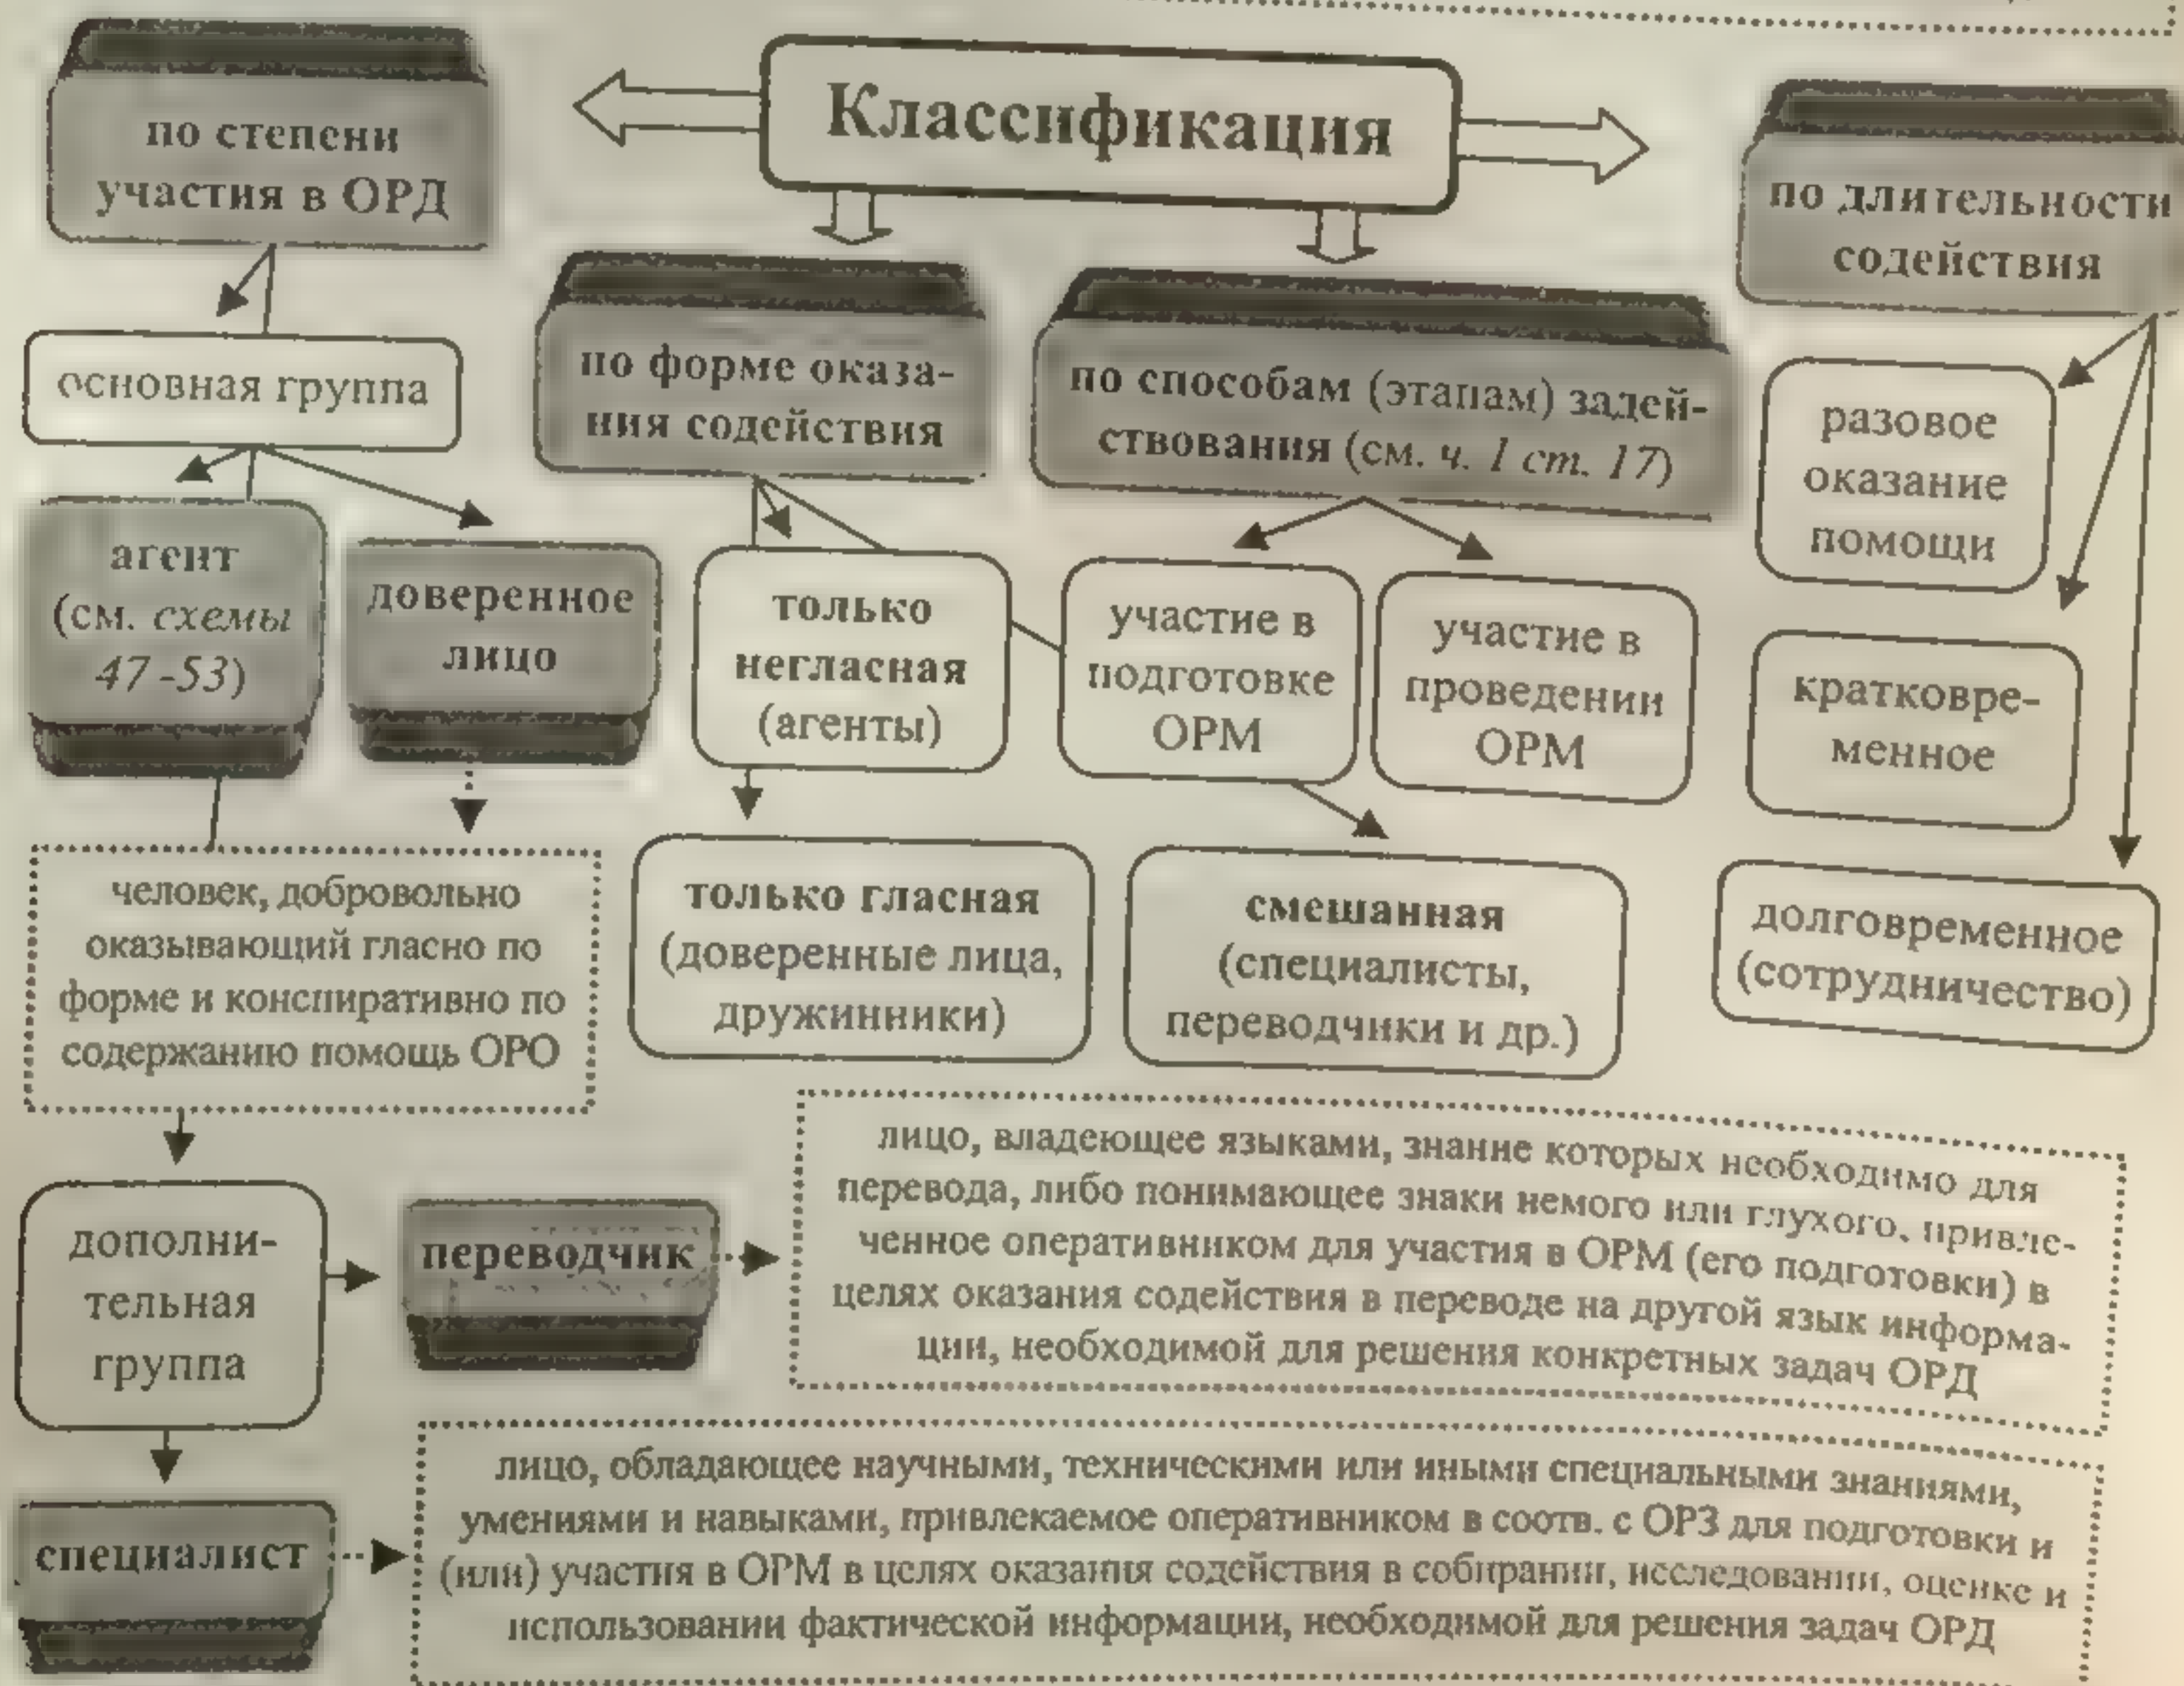 Классификация
по степени
участия в ОРД
основная группа
агент
(см. схемы
47-53)
доверенное
лицо
человек, добровольно
оказывающий гласно по
форме и конспиративно по
содержанию помощь ОРО
дополни-
тельная
группа
переводчик
лицо, владеющее языками, знание которых необходимо для
перевода, либо понимающее знаки немого или глухого, привле-
ченное оперативником для участия в ОРМ (его подготовки) в
целях оказания содействия в переводе на другой язык информа-
ции, необходимой для решения конкретных задач ОРД
специалист
лицо, обладающее научными, техническими или иными специальными знаниями,
умениями и навыками, привлекаемое оперативником в соотв. с ОРЗ для подготовки и
(или) участия в ОРМ в целях оказания содействия в собирании, исследовании, оценке и
использовании фактической информации, необходимой для решения задач ОРД
по форме оказа-
ния содействия
только
негласная
(агенты)
только гласная
(доверенные лица,
дружинники)
смешанная
(специалисты,
переводчики и др.)
по способам (этапам) задей-
ствования (см. ч. 1 ст. 17)
участие в
подготовке
ОРМ
участие в
проведении
ОРМ
по длительности
содействия
разовое
оказание
помощи
кратковре-
менное
долговременное
(сотрудничество)